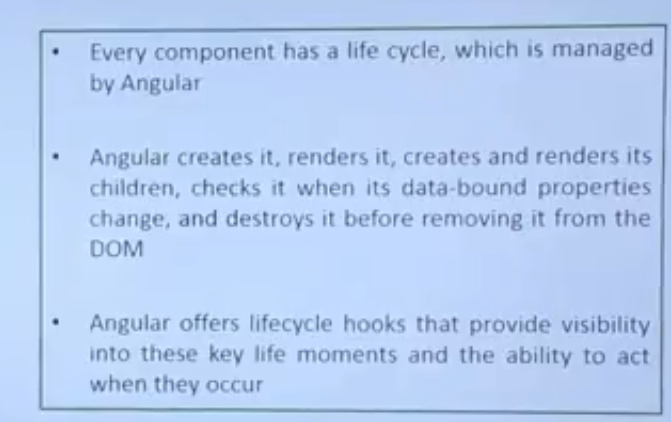 • Every component has a life cycle, which is managed
by Angular
• Angular creates it, renders it, creates and renders its
children, checks it when its data-bound properties
change, and destroys it before removing it from the
DOM
• Angular offers lifecycle hooks that provide visibility
into these key life moments and the ability to act
when they occur